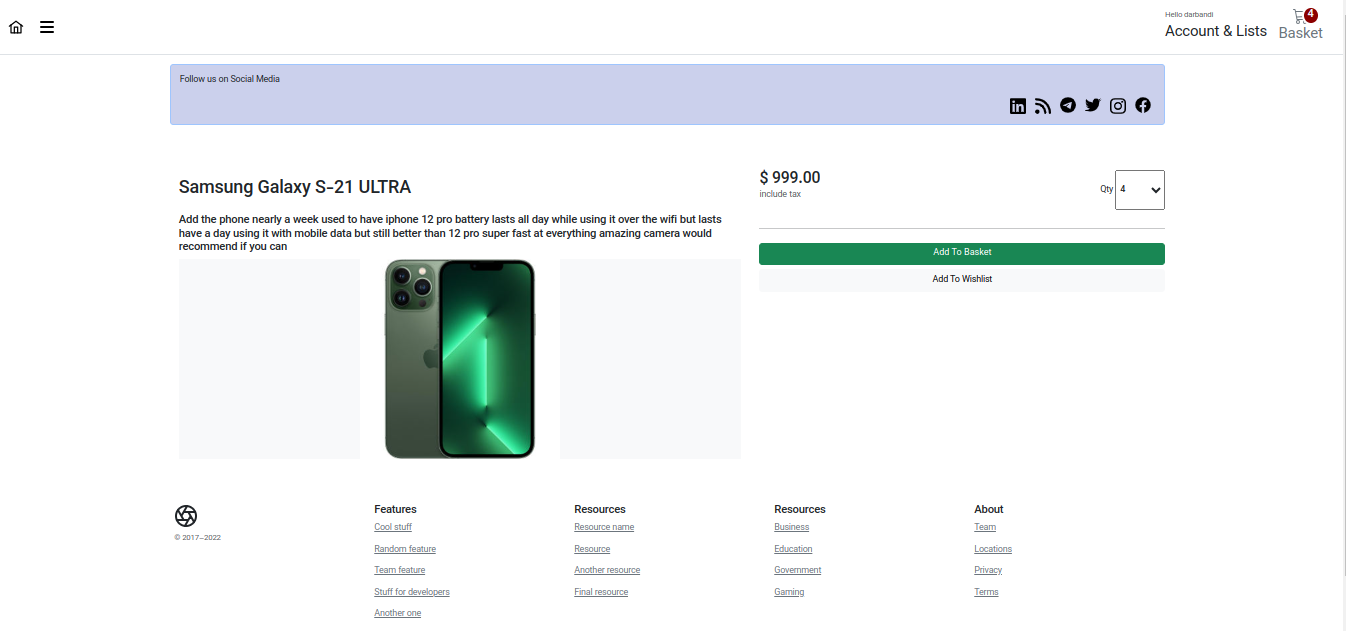 Hello darbandi
Account & Lists
4
Basket
Follow us on Social Media
in
Samsung Galaxy S-21 ULTRA
Add the phone nearly a week used to have iphone 12 pro battery lasts all day while using it over the wifi but lasts
have a day using it with mobile data but still better than 12 pro super fast at everything amazing camera would
recommend if you can
$ 999.00
include tax
Qty 4
Add To Basket
Add To Wishlist
© 2017–2022
Features
Cool stuff
Random feature
Team feature
Stuff for developers
Another one
Resources
Resource name
Resource
Another resource
Final resource
Resources
Business
Education
Government
Gaming
About
Team
Locations
Privacy
Terms